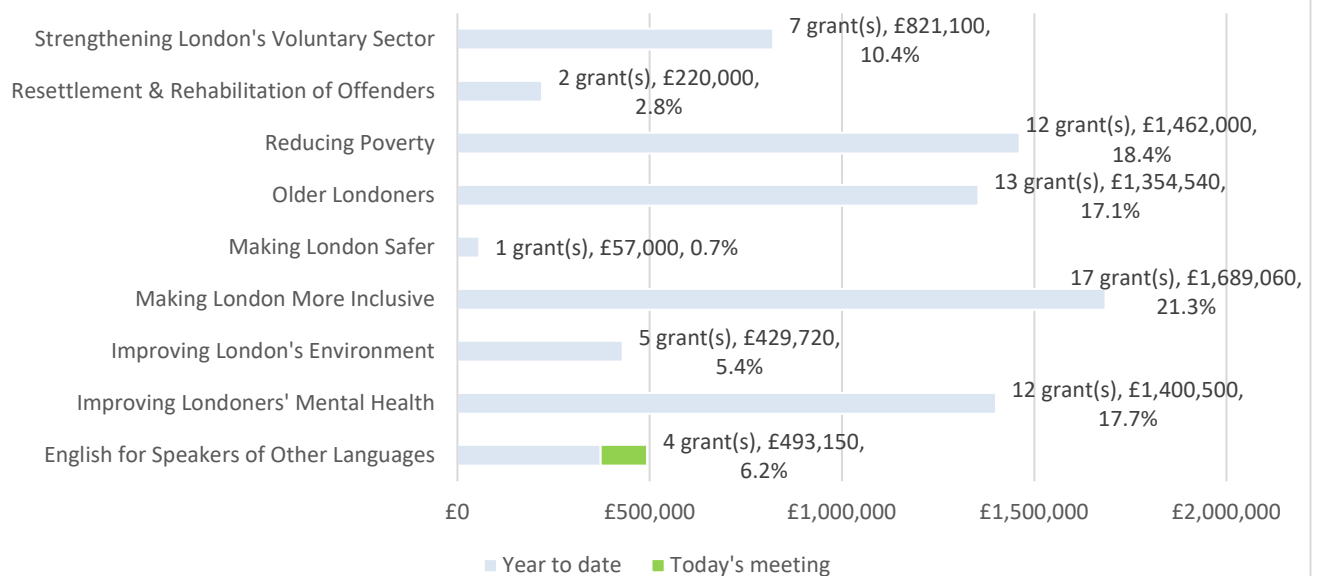 Strengthening London's Voluntary Sector
7 grant(s), £821,100,
10.4%
Resettlement & Rehabilitation of Offenders
2 grant(s), £220,000,
2.8%
Reducing Poverty
12 grant(s), £1,462,000,
18.4%
Older Londoners
13 grant(s), £1,354,540,
17.1%
Making London Safer
1 grant(s), £57,000, 0.7%
Making London More Inclusive
17 grant(s), £1,689,060,
21.3%
Improving London's Environment
5 grant(s), £429,720,
5.4%
Improving Londoners' Mental Health
12 grant(s), £1,400,500,
17.7%
English for Speakers of Other Languages
4 grant(s), £493,150,
6.2%
£0 £500,000 £1,000,000 £1,500,000 £2,000,000
Year to date Today's meeting